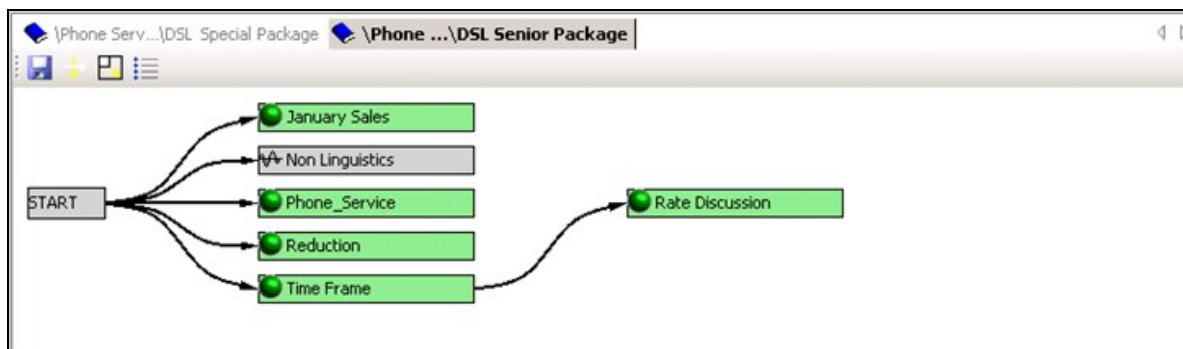 \Phone Serv...\DSL Special Package \Phone ...\DSL Senior Package
January Sales
Non Linguistics
START
Phone_Service
Rate Discussion
Reduction
Time Frame